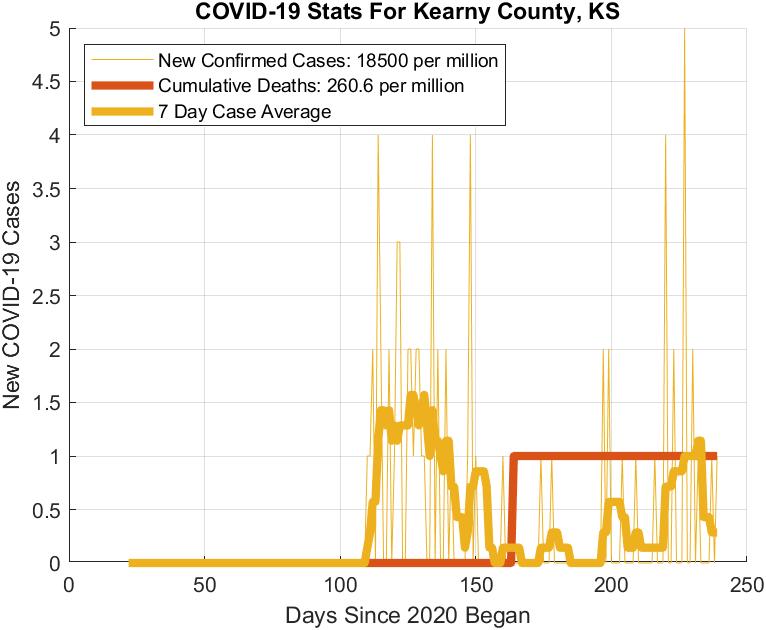 COVID-19 Stats For Kearny County, KS
New Confirmed Cases: 18500 per million
Cumulative Deaths: 260.6 per million
7 Day Case Average
New COVID-19 Cases
5
4.5
4
3.5
3
2.5
2
1.5
1
0.5
0
0 50 100 150 200 250
Days Since 2020 Began